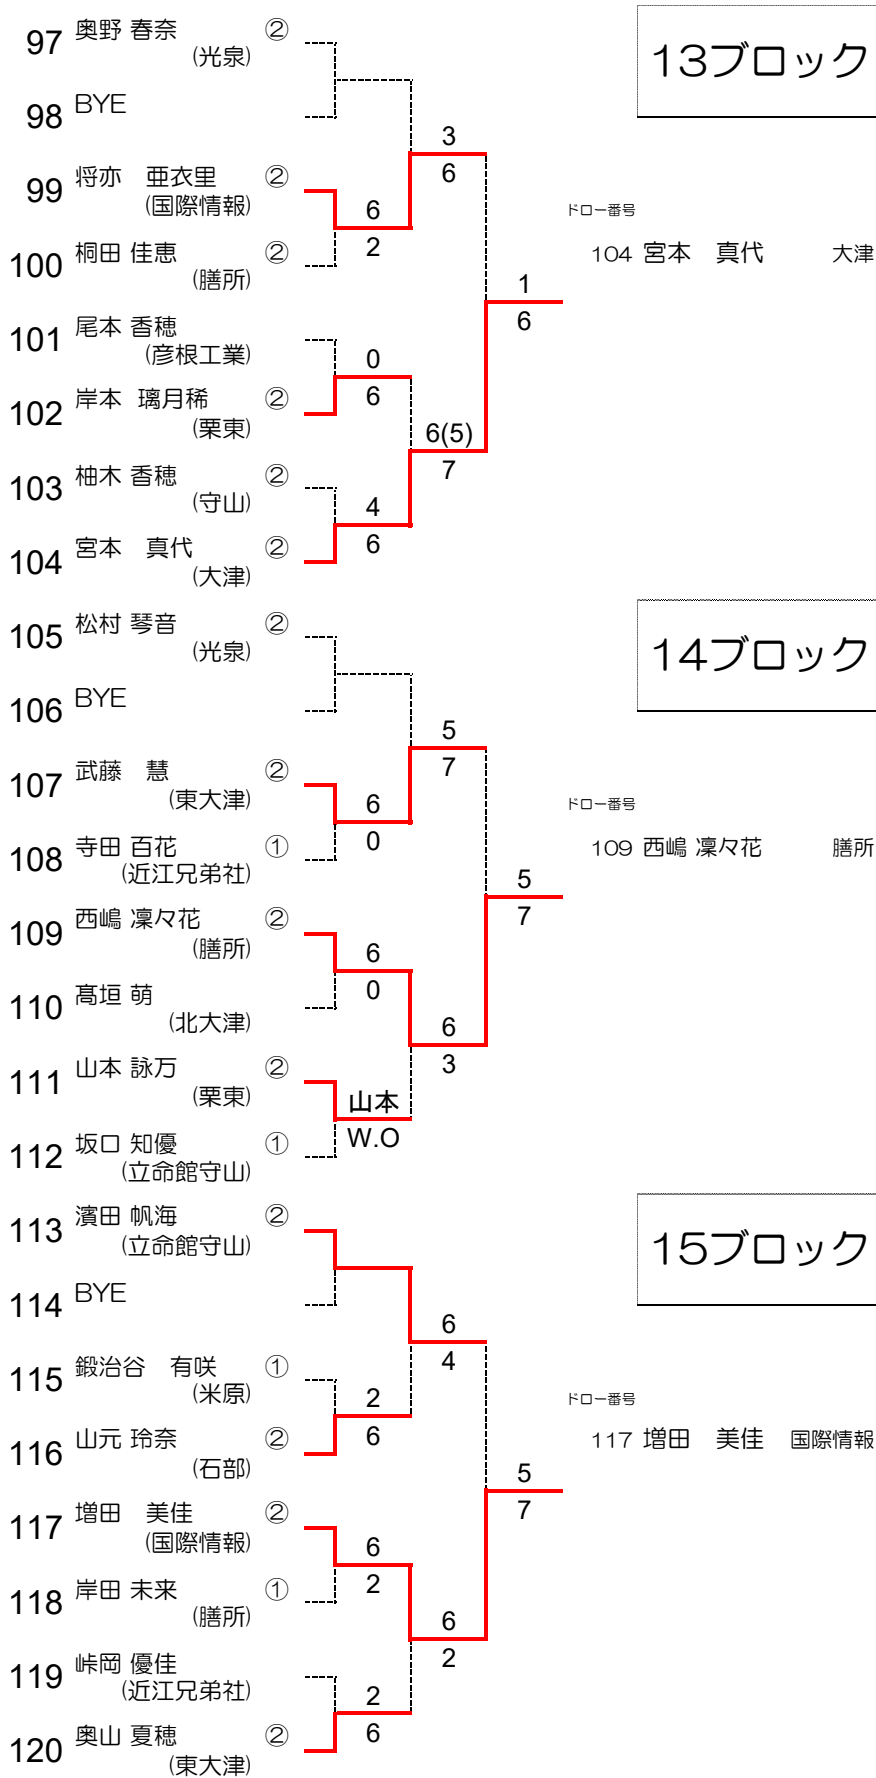 97 奥野 春奈 ②
(光泉)
98 BYE
13ブロック
3
6
99 将亦 亜衣里 ②
(国際情報)
6
2
100 桐田 佳恵 ②
(膳所)
ドロー番号
104 宮本 真代 大津
1
6
101 尾本 香穂
(彦根工業)
0
6
102 岸本 璃月稀 ②
(栗東)
6(5)
7
103 柚木 香穂 ②
(守山)
4
6
104 宮本 真代 ②
(大津)
105 松村 琴音 ②
(光泉)
14ブロック
106 BYE
5
7
107 武藤 慧 ②
(東大津)
6
0
108 寺田 百花 ①
(近江兄弟社)
ドロー番号
109 西嶋 凜々花 膳所
5
7
109 西嶋 凜々花 ②
(膳所)
6
0
110 髙垣 萌
(北大津)
6
3
111 山本 詠万 ②
(栗東)
山本
W.O
112 坂口 知優 ①
(立命館守山)
113 濱田 帆海 ②
(立命館守山)
15ブロック
114 BYE
6
4
115 鍛治谷 有咲 ①
(米原)
2
6
116 山元 玲奈 ②
(石部)
ドロー番号
117 増田 美佳 国際情報
5
7
117 増田 美佳 ②
(国際情報)
6
2
118 岸田 未来 ①
(膳所)
6
2
119 峠岡 優佳
(近江兄弟社)
2
6
120 奥山 夏穂 ②
(東大津)